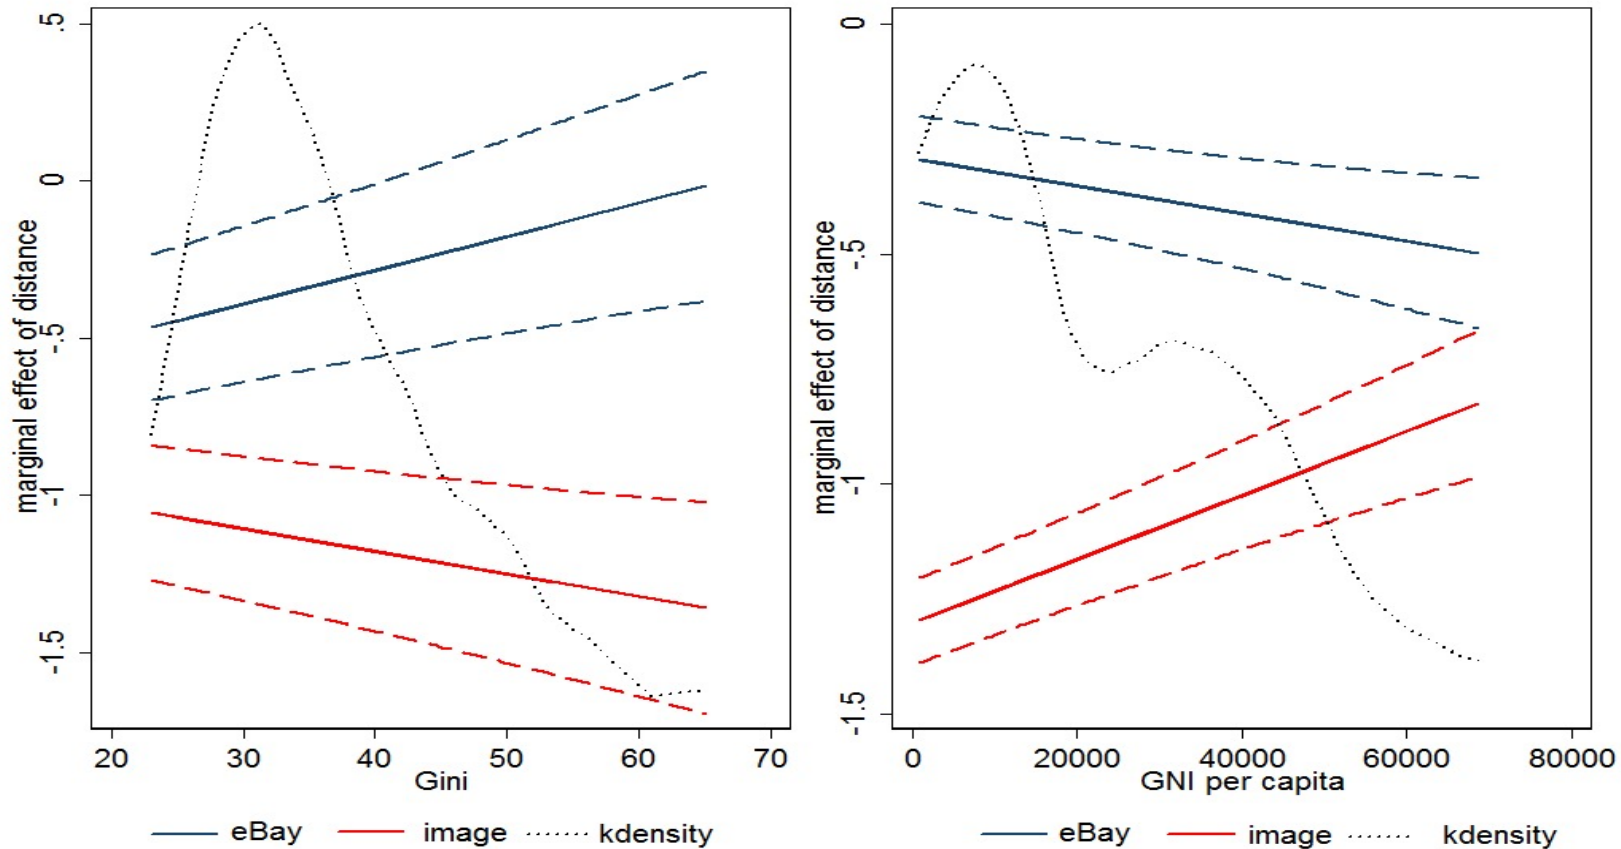 marginal effect of distance
.5
0
-.5
-1
-1.5
20 30 40 50 60 70
Gini
eBay image kdensity
marginal effect of distance
0
-.5
-1
-1.5
0 20000 40000 60000 80000
GNI per capita
eBay image kdensity